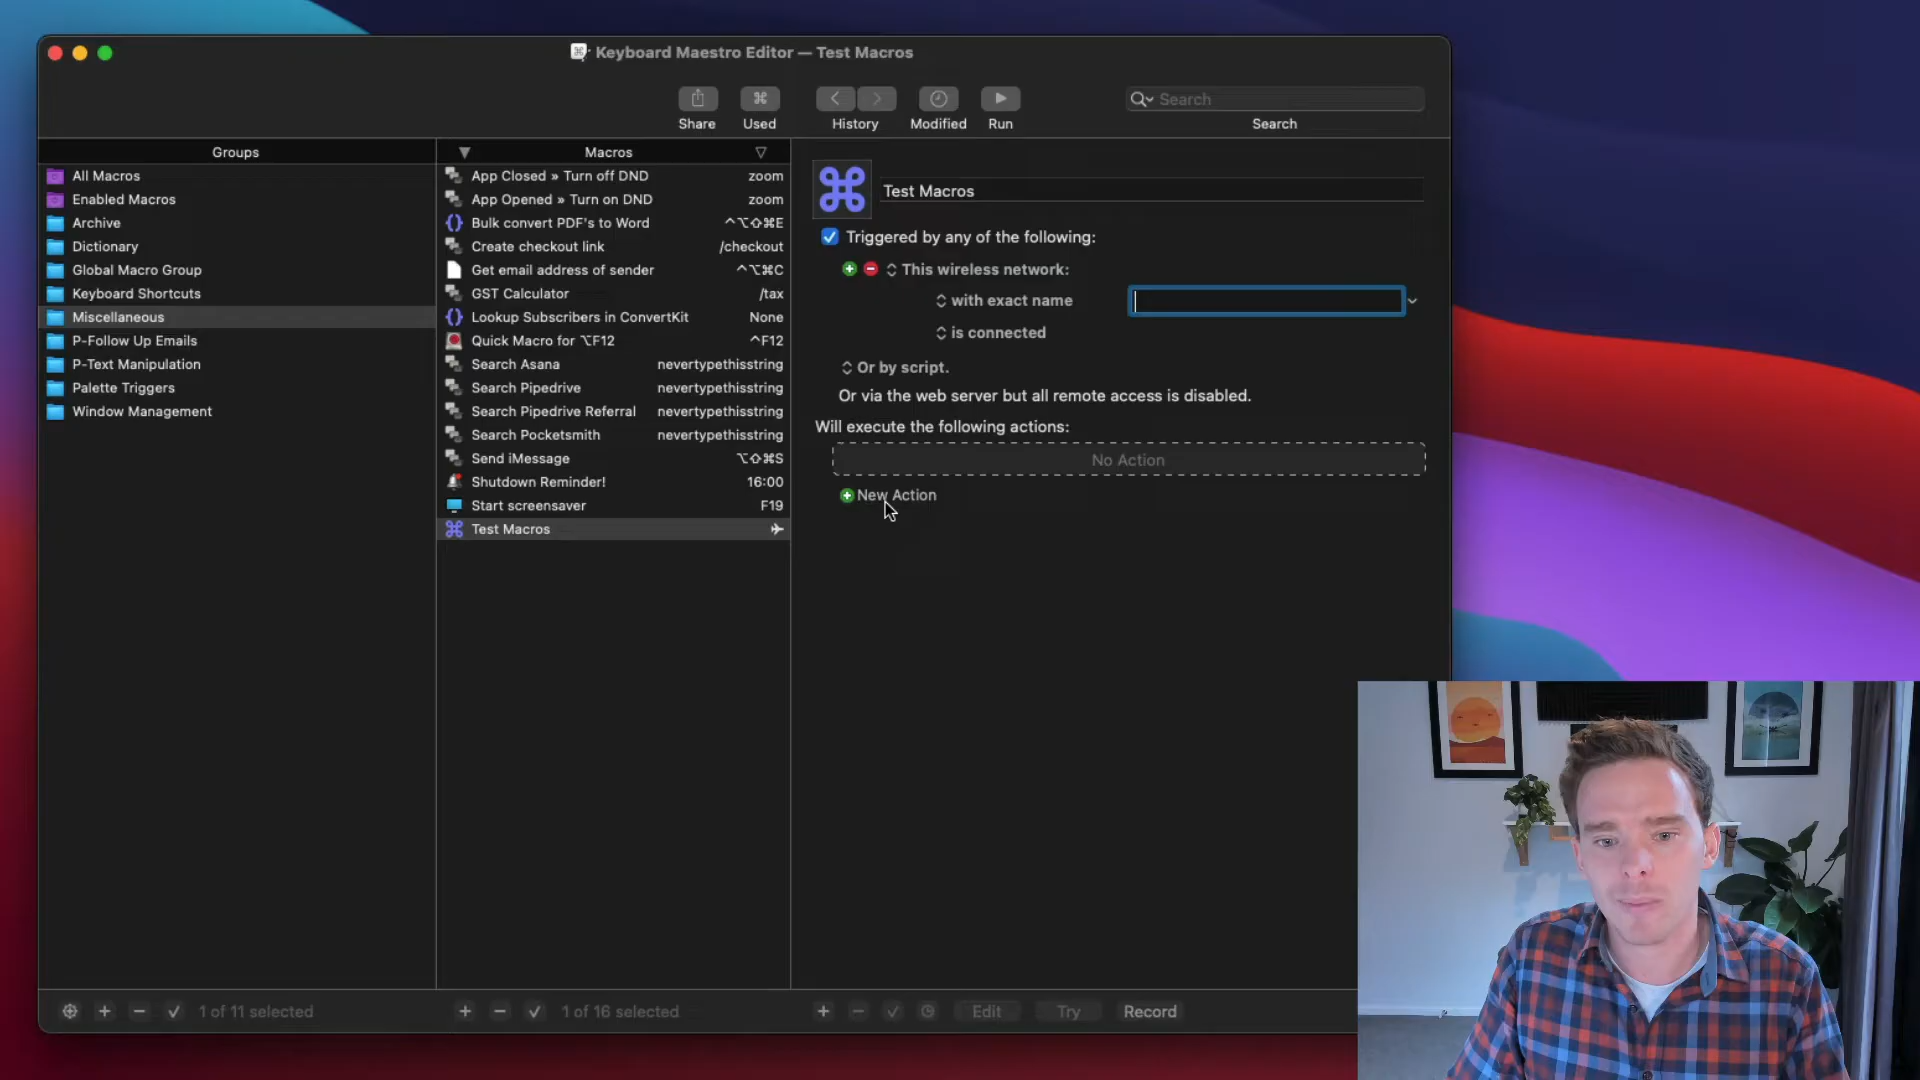 Keyboard Maestro Editor — Test Macros
Share
Used
History
Modified
Run
Search
Search
Groups
All Macros
Enabled Macros
Archive
Dictionary
Global Macro Group
Keyboard Shortcuts
Miscellaneous
P-Follow Up Emails
P-Text Manipulation
Palette Triggers
Window Management
Macros
App Closed » Turn off DND zoom
App Opened » Turn on DND zoom
Bulk convert PDF's to Word ^⌥⇧⌘E
Create checkout link /checkout
Get email address of sender ^⌥⌘C
GST Calculator /tax
Lookup Subscribers in ConvertKit None
Quick Macro for ⌥F12 ^F12
Search Asana nevertypethisstring
Search Pipedrive nevertypethisstring
Search Pipedrive Referral nevertypethisstring
Search Pocketsmith nevertypethisstring
Send iMessage ⌥⇧⌘S
Shutdown Reminder! 16:00
Start screensaver F19
Test Macros
Test Macros
Triggered by any of the following:
This wireless network:
with exact name
is connected
Or by script.
Or via the web server but all remote access is disabled.
Will execute the following actions:
No Action
New Action
1 of 11 selected
1 of 16 selected
Edit
Try
Record